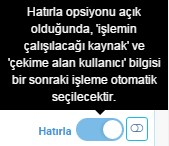 Hatırla opsiyonu açık
olduğunda, 'işlemin
çalışılacağı kaynak' ve
'çekime alan kullanıcı' bilgisi
bir sonraki işleme otomatik
seçilecektir.
Hatırla